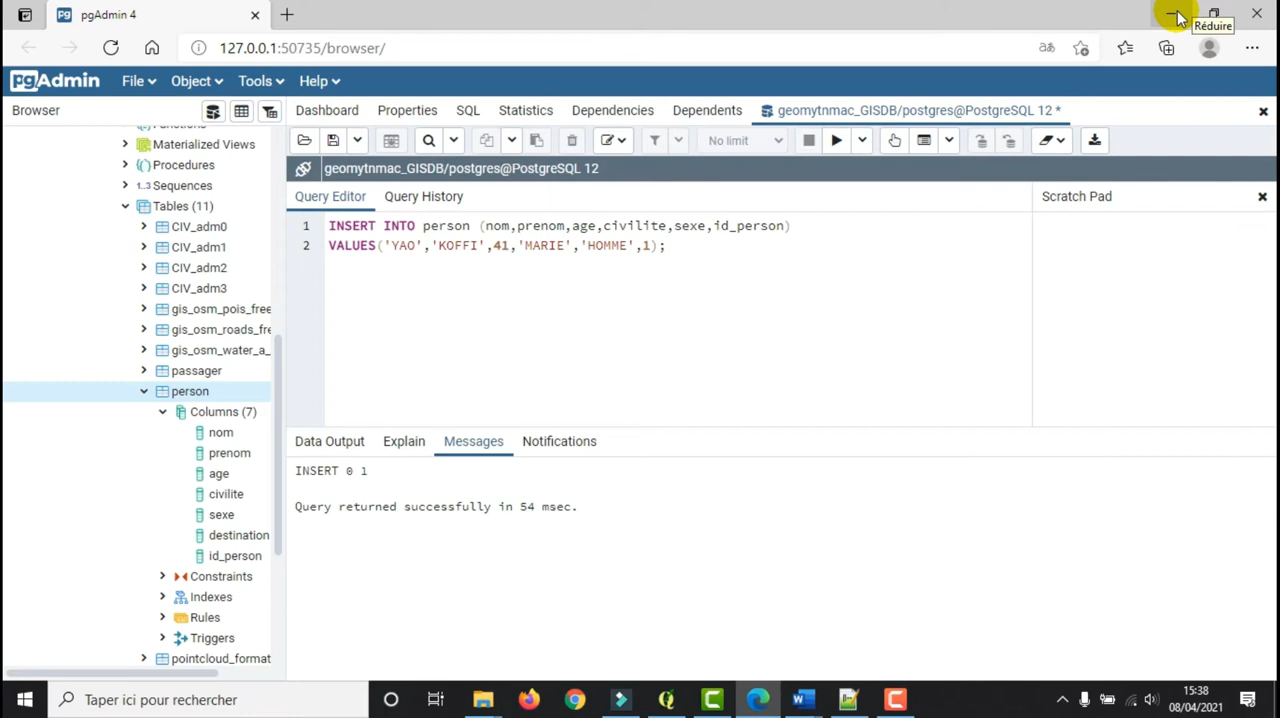 pgAdmin 4
Réduire
127.0.0.1:50735/browser/
pgAdmin File Object Tools Help
Browser
Dashboard Properties SQL Statistics Dependencies Dependents geomytnmac_GISDB/postgres@PostgreSQL 12 *
No limit
geomytnmac_GISDB/postgres@PostgreSQL 12
Query Editor Query History
Scratch Pad
1 INSERT INTO person (nom,prenom,age,civilite,sexe,id_person)
2 VALUES('YAO','KOFFI',41,'MARIE','HOMME',1);
Functions
Materialized Views
Procedures
1..3 Sequences
Tables (11)
CIV_adm0
CIV_adm1
CIV_adm2
CIV_adm3
gis_osm_pois_free
gis_osm_roads_fre
gis_osm_water_a_
passager
person
Columns (7)
nom
prenom
age
civilite
sexe
destination
id_person
Constraints
Indexes
Rules
Triggers
pointcloud_format
Data Output Explain Messages Notifications
INSERT 0 1
Query returned successfully in 54 msec.
Taper ici pour rechercher
15:38
08/04/2021